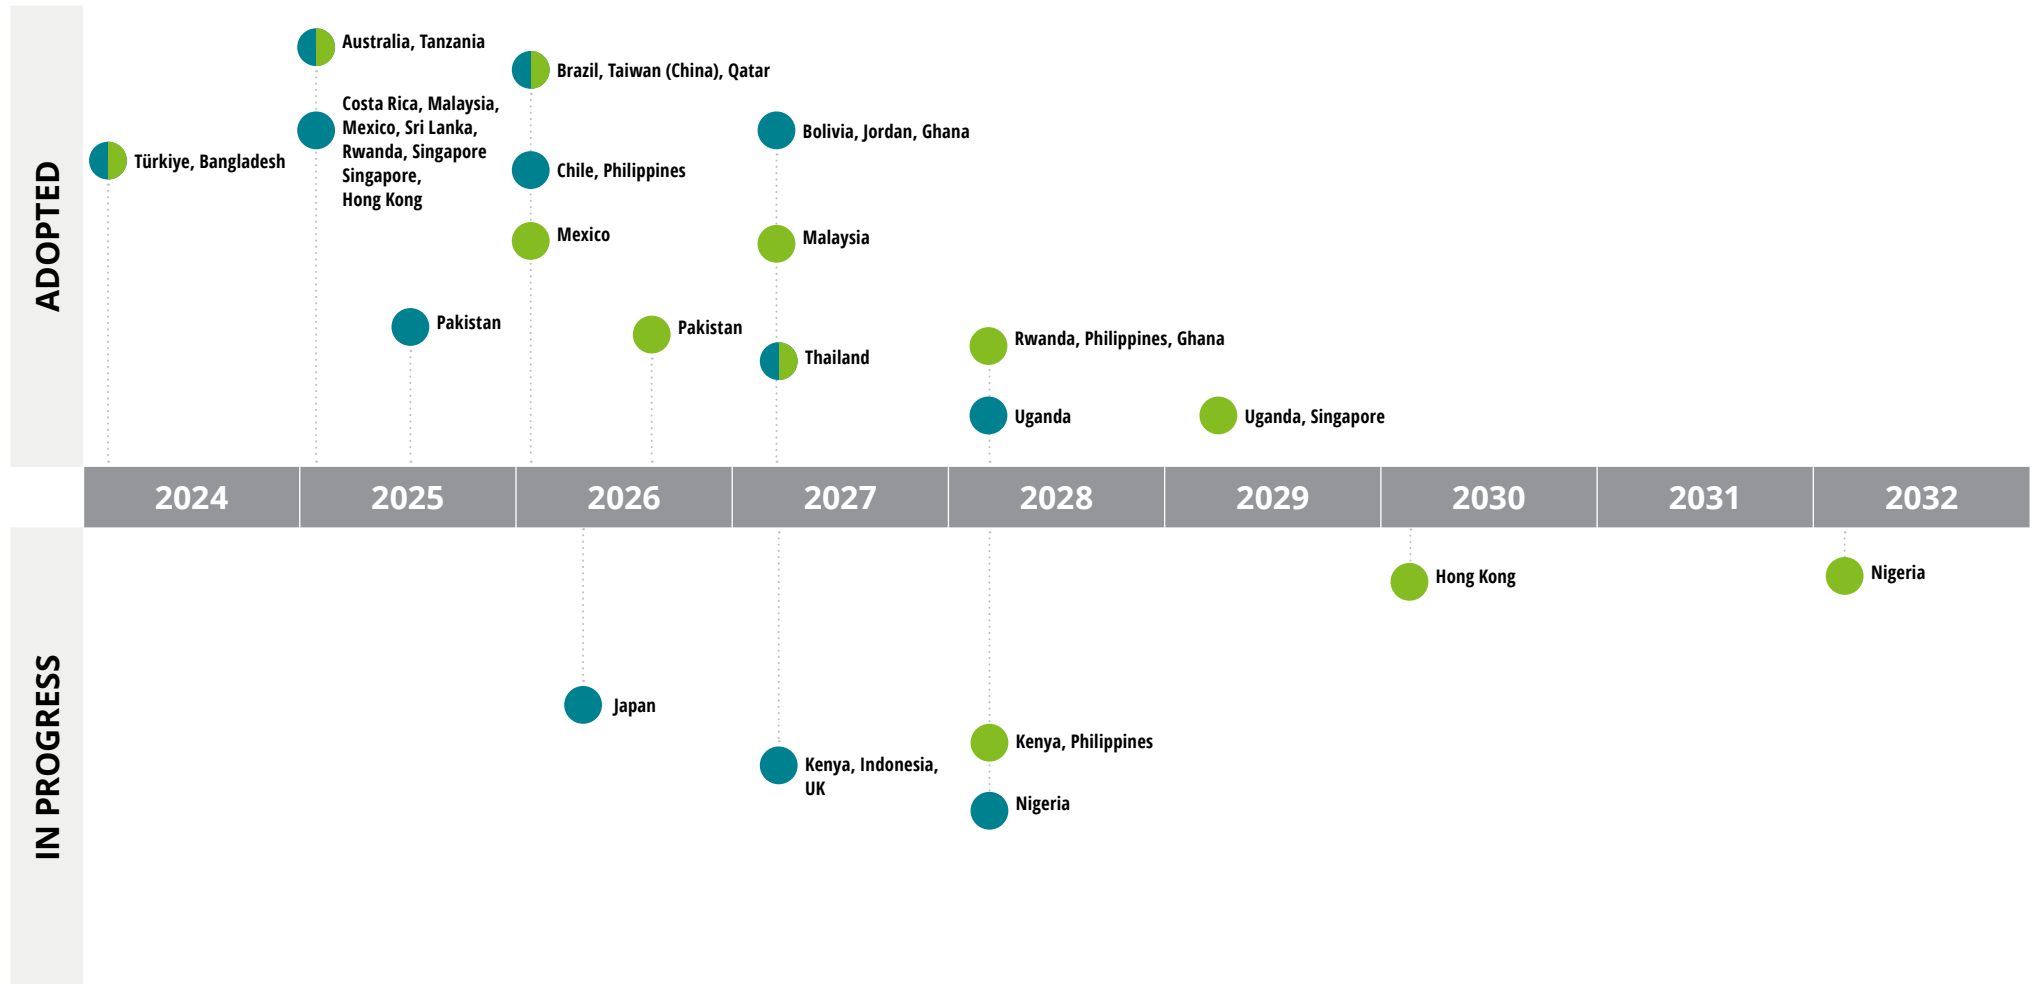 ADOPTED
Australia, Tanzania
Costa Rica, Malaysia,
Mexico, Sri Lanka,
Rwanda, Singapore
Singapore,
Hong Kong
Türkiye, Bangladesh
Brazil, Taiwan (China), Qatar
Chile, Philippines
Mexico
Bolivia, Jordan, Ghana
Malaysia
Pakistan
Pakistan
Thailand
Rwanda, Philippines, Ghana
Uganda
Uganda, Singapore
2024
2025
2026
2027
2028
2029
2030
2031
2032
IN PROGRESS
Hong Kong
Nigeria
Japan
Kenya, Indonesia,
UK
Kenya, Philippines
Nigeria